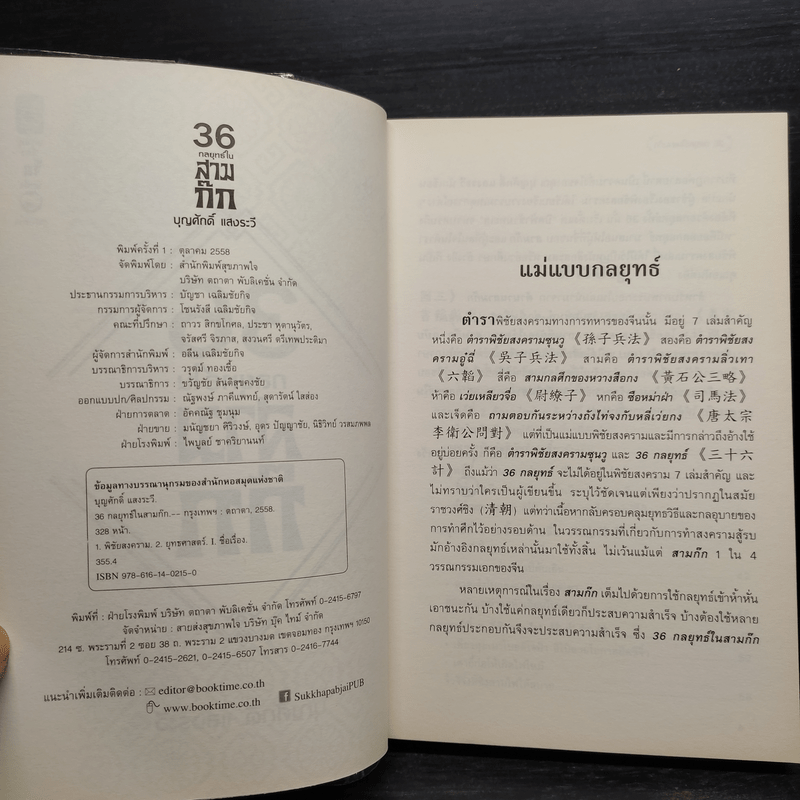 36
กลยุทธ์ใน
สาม
ก๊ก
บุญศักดิ์ แสงระวี
พิมพ์ครั้งที่ 1 : ตุลาคม 2558
จัดพิมพ์โดย : สำนักพิมพ์สุขภาพใจ
บริษัท ตถาตา พับลิเคชั่น จำกัด
ประธานกรรมการบริหาร : บัญชา เฉลิมชัยกิจ
กรรมการผู้จัดการ : โชนรังสี เฉลิมชัยกิจ
คณะที่ปรึกษา : ถาวร สิกขโกศล, ประชา หุตานุวัตร,
จรัสศรี จิรภาส, สงวนศรี ตรีเทพประติมา
ผู้จัดการสำนักพิมพ์ : อลีน เฉลิมชัยกิจ
บรรณาธิการบริหาร : วรุตม์ ทองเชื้อ
บรรณาธิการ : ขวัญชัย สันติสุขคงชัย
ออกแบบปก/ศิลปกรรม : ณัฐพงษ์ ภาคีแพทย์, สุดารัตน์ ใสส่อง
ฝ่ายการตลาด : อัคคณัฐ ชุมนุม
ฝ่ายขาย : มนัญชยา ศิริวงษ์, อุดร ปัญญาชัย, นิธิวิทย์ วรสมภพพล
ฝ่ายโรงพิมพ์ : ไพบูลย์ ชาคริยานนท์
ข้อมูลทางบรรณานุกรมของสำนักหอสมุดแห่งชาติ
บุญศักดิ์ แสงระวี.
36 กลยุทธ์ในสามก๊ก.-- กรุงเทพฯ : ตถาตา, 2558.
328 หน้า.
1. พิชัยสงคราม. 2. ยุทธศาสตร์. I. ชื่อเรื่อง.
355.4
ISBN 978-616-14-0215-0
พิมพ์ที่ : ฝ่ายโรงพิมพ์ บริษัท ตถาตา พับลิเคชั่น จำกัด โทรศัพท์ 0-2415-6797
จัดจำหน่าย : สายส่งสุขภาพใจ บริษัท บุ๊ค ไทม์ จำกัด
214 ซ. พระรามที่ 2 ซอย 38 ถ. พระราม 2 แขวงบางมด เขตจอมทอง กรุงเทพฯ 10150
โทรศัพท์ 0-2415-2621, 0-2415-6507 โทรสาร 0-2416-7744
แนะนำเพิ่มเติมติดต่อ : editor@booktime.co.th
www.booktime.co.th SukkhapabjaiPUB
แม่แบบกลยุทธ์
ตำราพิชัยสงครามทางการทหารของจีนนั้น มีอยู่ 7 เล่มสำคัญ
หนึ่งคือ ตำราพิชัยสงครามซุนวู 《孫子兵法》 สองคือ ตำราพิชัยสง
ครามอู๋ฉี่ 《吳子兵法》 สามคือ ตำราพิชัยสงครามลิ่วเทา
《六韜》 สี่คือ สามกลศึกของหวางสือกง 《黃石公三略》
ห้าคือ เว่ยเหลียวจื่อ 《尉繚子》 หกคือ ซือหม่าฝ่า 《司馬法》
และเจ็ดคือ ถามตอบกันระหว่างถังไท่จงกับหลี่เว่ยกง 《唐太宗
李衛公問對》 แต่ที่เป็นแม่แบบพิชัยสงครามและมีการกล่าวถึงอ้างใช้
อยู่บ่อยครั้ง ก็คือ ตำราพิชัยสงครามซุนวู และ 36 กลยุทธ์ 《三十六
計》 ถึงแม้ว่า 36 กลยุทธ์ จะไม่ได้อยู่ในพิชัยสงคราม 7 เล่มสำคัญ และ
ไม่ทราบว่าใครเป็นผู้เขียนขึ้น ระบุไว้ชัดเจนแต่เพียงว่าปรากฏในสมัย
ราชวงศ์ชิง (清朝) แต่ทว่าเนื้อหากลับครอบคลุมยุทธวิธีและกลอุบายของ
การทำศึกไว้อย่างรอบด้าน ในวรรณกรรมที่เกี่ยวกับการทำสงครามสู้รบ
มักอ้างอิงกลยุทธ์เหล่านั้นมาใช้ทั้งสิ้น ไม่เว้นแม้แต่ สามก๊ก 1 ใน 4
วรรณกรรมเอกของจีน
หลายเหตุการณ์ในเรื่อง สามก๊ก เต็มไปด้วยการใช้กลยุทธ์เข้าห้ำหั่น
เอาชนะกัน บ้างใช้แค่กลยุทธ์เดียวก็ประสบความสำเร็จ บ้างต้องใช้หลาย
กลยุทธ์ประกอบกันจึงจะประสบความสำเร็จ ซึ่ง 36 กลยุทธ์ในสามก๊ก